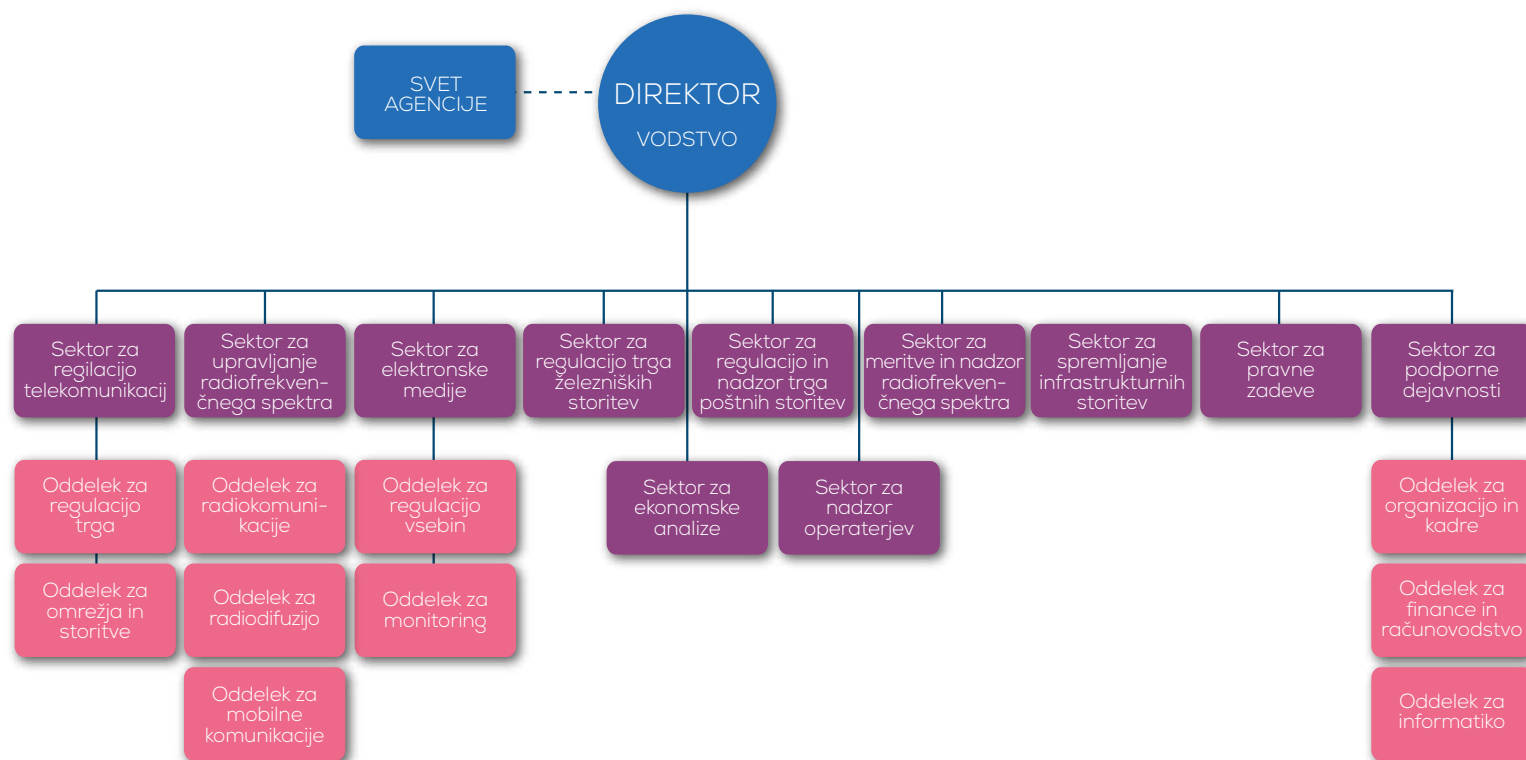 SVET
AGENCIJE
DIREKTOR
VODSTVO
Sektor za
regilacijo
telekomunikacij
Sektor za
upravljanje
radiofrekven-
čnega spektra
Sektor za
elektronske
medije
Sektor za
regulacijo trga
železniških
storitev
Sektor za
regulacijo in
nadzor trga
poštnih storitev
Sektor za
meritve in nadzor
radiofrekven-
čnega spektra
Sektor za
spremljanje
infrastrukturnih
storitev
Sektor za
pravne
zadeve
Sektor za
podporne
dejavnosti
Oddelek za
regulacijo
trga
Oddelek za
radiokomuni-
kacije
Oddelek za
regulacijo
vsebin
Sektor za
ekonomske
analize
Sektor za
nadzor
operaterjev
Oddelek za
organizacijo in
kadre
Oddelek za
omrežja in
storitve
Oddelek za
radiodifuzijo
Oddelek za
monitoring
Oddelek za
finance in
računovodstvo
Oddelek za
mobilne
komunikacije
Oddelek za
informatiko